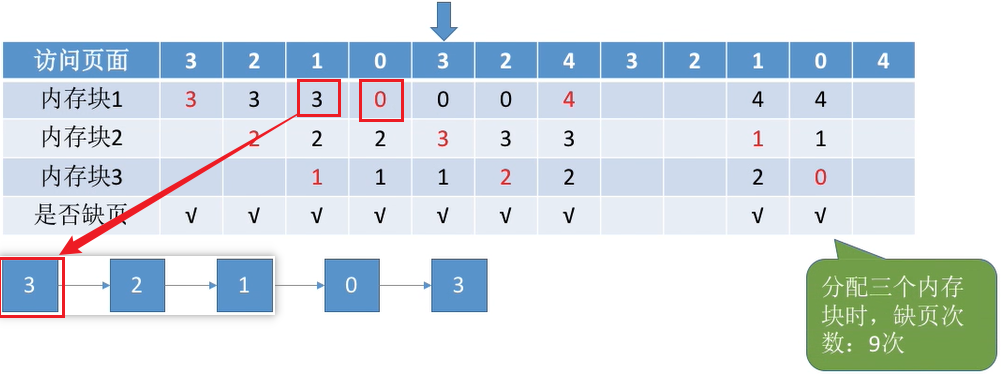 访问页面 3 2 1 0 3 2 4 3 2 1 0 4
内存块1 3 3 3 0 0 0 4 4 4
内存块2 2 2 2 3 3 3 1 1
内存块3 1 1 1 2 2 2 0
是否缺页 √ √ √ √ √ √ √ √ √
3 2 1 0 3
分配三个内存
块时，缺页次
数：9次